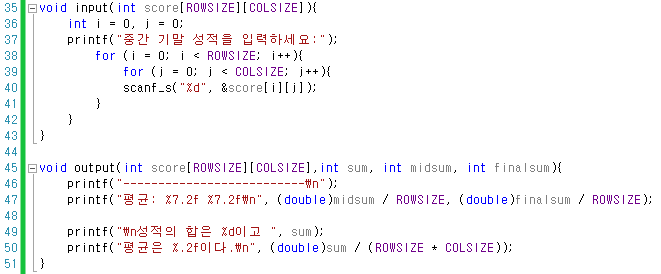 35 void input(int score[ROWSIZE][COLSIZE]){
36     int i = 0, j = 0;
37     printf("중간 기말 성적을 입력하세요:");
38         for (i = 0; i < ROWSIZE; i++){
39             for (j = 0; j < COLSIZE; j++){
40             scanf_s("%d", &score[i][j]);
41         }
42     }
43 }
44
45 void output(int score[ROWSIZE][COLSIZE],int sum, int midsum, int finalsum){
46     printf("--------------------------₩n");
47     printf("평균: %7.2f %7.2f₩n", (double)midsum / ROWSIZE, (double)finalsum / ROWSIZE);
48
49     printf("₩n성적의 합은 %d이고 ", sum);
50     printf("평균은 %.2f이다.₩n", (double)sum / (ROWSIZE * COLSIZE));
51 }